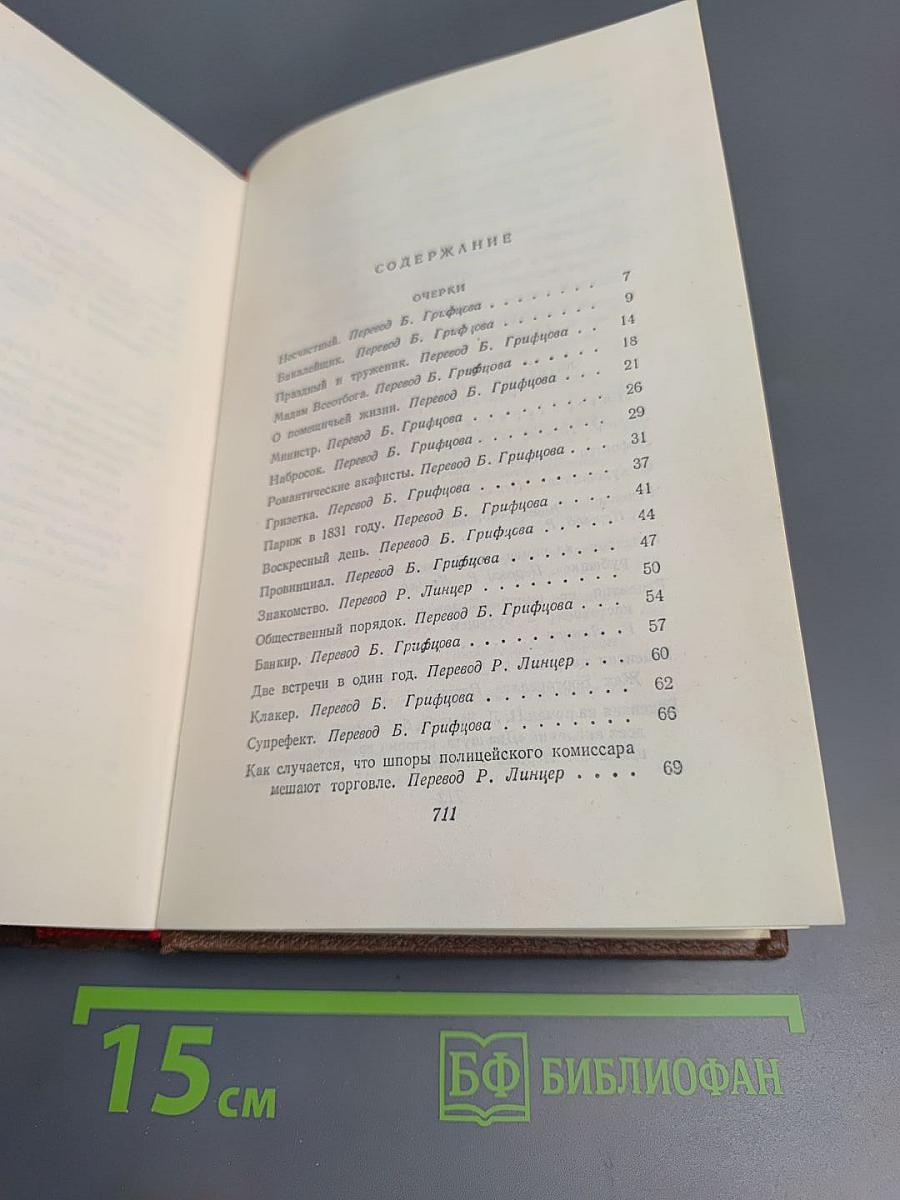 СОДЕРЖАНИЕ
ОЧЕРКИ
Несчастный. Перевод Б. Грифцова . . . . . . . . 7
Бакалейщик. Перевод Б. Грифцова . . . . . . . 9
Праздный и труженик. Перевод Б. Грифцова . . 14
Мадам Всеотбога. Перевод Б. Грифцова . . . . . . 18
О помещичьей жизни. Перевод Б. Грифцова . . . 21
Министр. Перевод Б. Грифцова . . . . . . . . . 26
Набросок. Перевод Б. Грифцова . . . . . . . . . 29
Романтические акафисты. Перевод Б. Грифцова . . . 31
Гризетка. Перевод Б. Грифцова . . . . . . . . . 37
Париж в 1831 году. Перевод Б. Грифцова . . . . 41
Воскресный день. Перевод Б. Грифцова . . . . . 44
Провинциал. Перевод Б. Грифцова . . . . . . . 47
Знакомство. Перевод Р. Линцер . . . . . . . . . 50
Общественный порядок. Перевод Б. Грифцова . . . 54
Банкир. Перевод Б. Грифцова . . . . . . . . . . 57
Две встречи в один год. Перевод Р. Линцер . . . 60
Клакер. Перевод Б. Грифцова . . . . . . . . . 62
Супрефект. Перевод Б. Грифцова . . . . . . . . 66
Как случается, что шпоры полицейского комиссара
мешают торговле. Перевод Р. Линцер . . . . 69
711
15 см
БФ БИБЛИОФАН